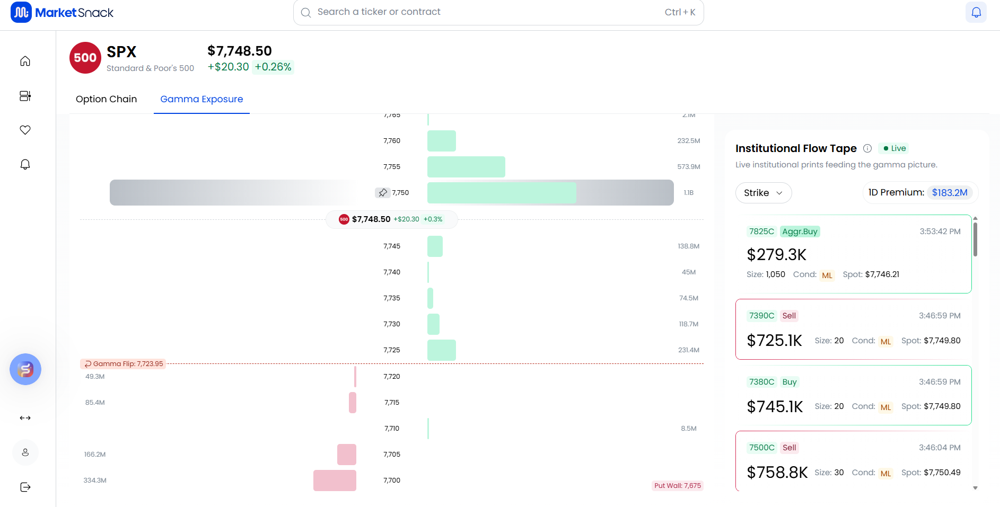 MarketSnack
Search a ticker or contract
Ctrl + K
500
SPX
Standard & Poor's 500
$7,748.50
+$20.30 +0.26%
Option Chain
Gamma Exposure
7,765 2.1M
7,760 232.5M
7,755 573.9M
7,750 1.1B
500 $7,748.50 +$20.30 +0.3%
7,745 138.8M
7,740 45M
7,735 74.5M
7,730 118.7M
7,725 231.4M
Gamma Flip: 7,723.95
49.3M 7,720
85.4M 7,715
7,710 8.5M
166.2M 7,705
334.3M 7,700
Put Wall: 7,675
Institutional Flow Tape Live
Live institutional prints feeding the gamma picture.
Strike
1D Premium: $183.2M
7825C Aggr.Buy 3:53:42 PM
$279.3K
Size: 1,050 Cond: ML Spot: $7,746.21
7390C Sell 3:46:59 PM
$725.1K Size: 20 Cond: ML Spot: $7,749.80
7380C Buy 3:46:59 PM
$745.1K Size: 20 Cond: ML Spot: $7,749.80
7500C Sell 3:46:04 PM
$758.8K Size: 30 Cond: ML Spot: $7,750.49